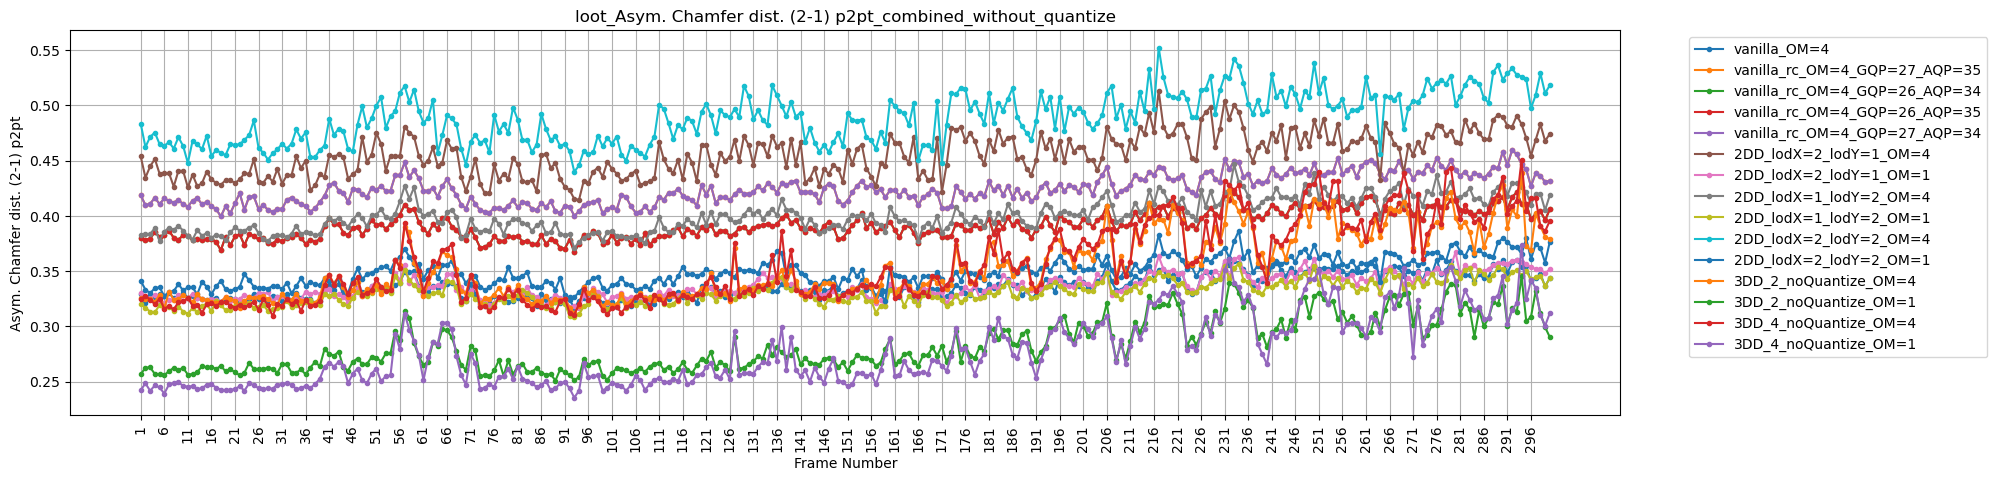 loot_Asym. Chamfer dist. (2-1) p2pt_combined_without_quantize
Asym. Chamfer dist. (2-1) p2pt
0.55
0.50
0.45
0.40
0.35
0.30
0.25
1 6 11 16 21 26 31 36 41 46 51 56 61 66 71 76 81 86 91 96 101 106 111 116 121 126 131 136 141 146 151 156 161 166 171 176 181 186 191 196 201 206 211 216 221 226 231 236 241 246 251 256 261 266 271 276 281 286 291 296
Frame Number
vanilla_OM=4
vanilla_rc_OM=4_GQP=27_AQP=35
vanilla_rc_OM=4_GQP=26_AQP=34
vanilla_rc_OM=4_GQP=26_AQP=35
vanilla_rc_OM=4_GQP=27_AQP=34
2DD_lodX=2_lodY=1_OM=4
2DD_lodX=2_lodY=1_OM=1
2DD_lodX=1_lodY=2_OM=4
2DD_lodX=1_lodY=2_OM=1
2DD_lodX=2_lodY=2_OM=4
2DD_lodX=2_lodY=2_OM=1
3DD_2_noQuantize_OM=4
3DD_2_noQuantize_OM=1
3DD_4_noQuantize_OM=4
3DD_4_noQuantize_OM=1